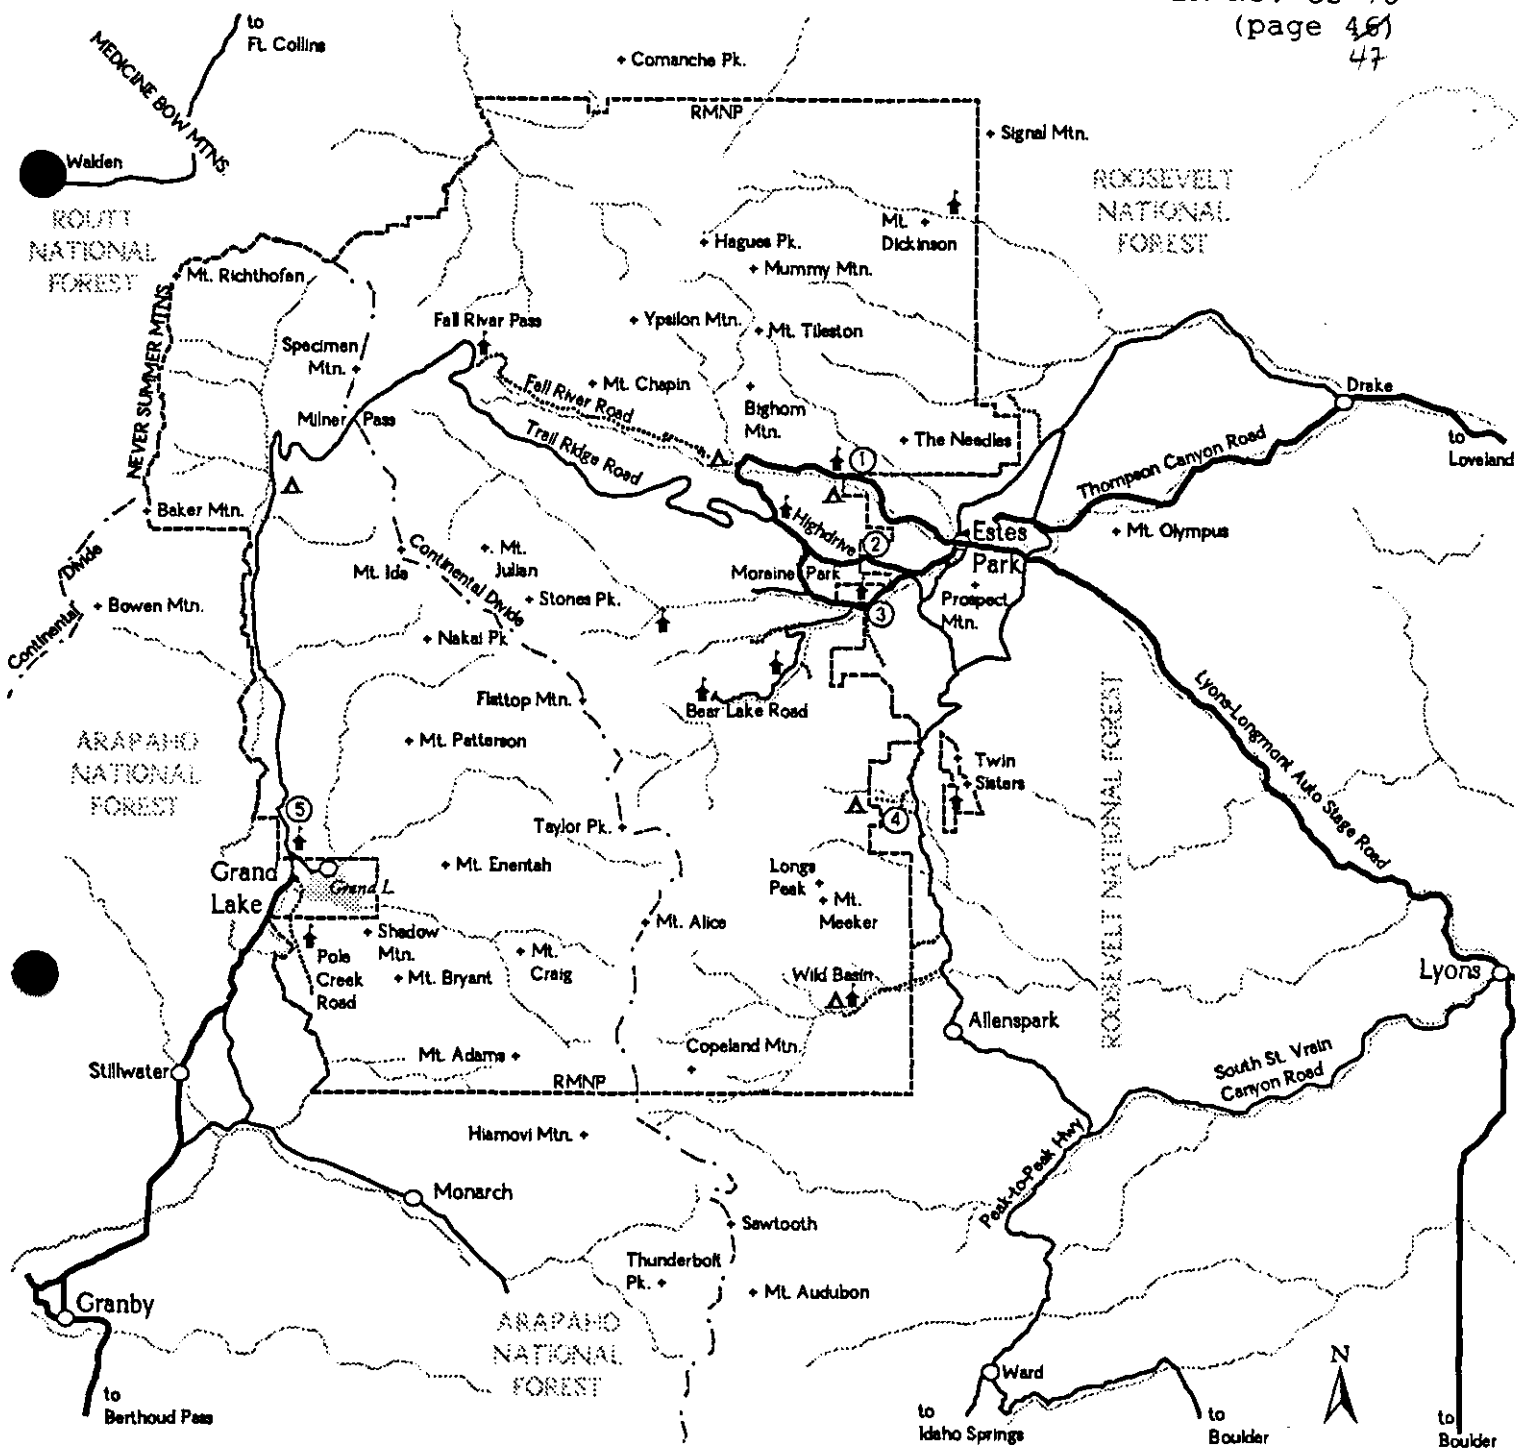 (page 46)
47
to
Ft. Collins
MEDICINE BOW MTNS.
Comanche Pk.
RMNP
Signal Mtn.
Walden
ROUTT
NATIONAL
FOREST
ROOSEVELT
NATIONAL
FOREST
Mt.
Dickinson
Hagues Pk.
Mummy Mtn.
Mt. Richthofen
NEVER SUMMER MTNS
Fall River Pass
Ypsilon Mtn.
Mt. Tileston
Specimen
Mtn.
Mt. Chapin
Fall River Road
Bighorn
Mtn.
Drake
Milner Pass
Trail Ridge Road
The Needles
to
Loveland
Thompson Canyon Road
1
Baker Mtn.
Highdrive
2
Estes
Park
Mt. Olympus
Continental Divide
Mt. Ida
Continental Divide
Mt.
Julian
Moraine Park
Bowen Mtn.
Stones Pk.
Prospect
Mtn.
3
Nakai Pk
Flattop Mtn.
Bear Lake Road
Lyons-Longmont Auto Stage Road
ROOSEVELT NATIONAL FOREST
ARAPAHO
NATIONAL
FOREST
Mt. Patterson
Twin
Sisters
5
4
Taylor Pk.
Grand
Lake
Grand L.
Mt. Enentah
Longs
Peak
Mt.
Meeker
Shadow
Mtn.
Mt. Alice
Pole
Creek
Road
Mt. Bryant
Mt.
Craig
Wild Basin
Lyons
Allenspark
Stillwater
Mt. Adams
Copeland Mtn.
RMNP
South St. Vrain
Canyon Road
Hiamovi Mtn.
Peak-to-Peak Hwy
Monarch
Sawtooth
Thunderbolt
Pk.
Mt. Audubon
Granby
ARAPAHO
NATIONAL
FOREST
N
Ward
to
Berthoud Pass
to
Idaho Springs
to
Boulder
to
Boulder